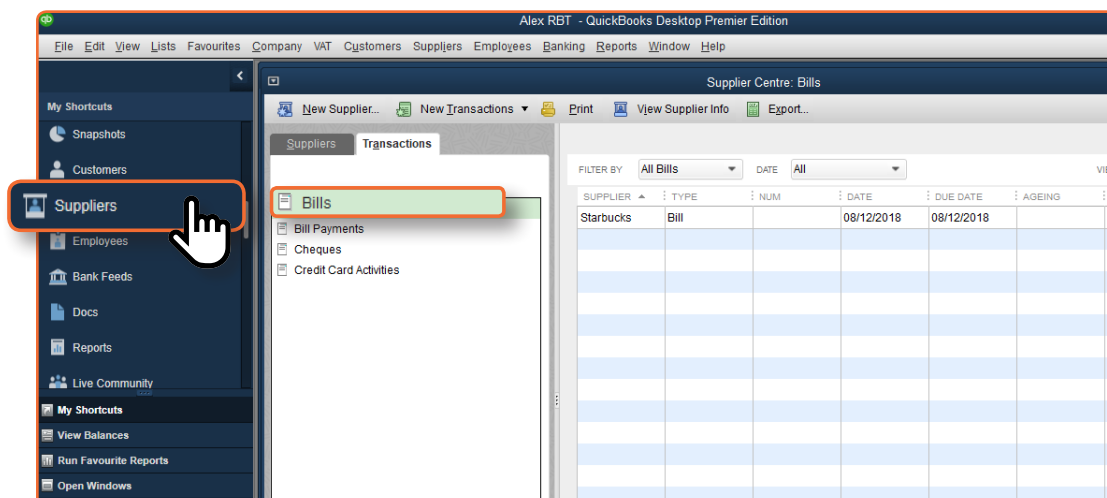 qb
Alex RBT - QuickBooks Desktop Premier Edition
File Edit View Lists Favourites Company VAT Customers Suppliers Employees Banking Reports Window Help
Supplier Centre: Bills
My Shortcuts
Snapshots
Customers
Suppliers
Employees
Bank Feeds
Docs
Reports
Live Community
My Shortcuts
View Balances
Run Favourite Reports
Open Windows
New Supplier... New Transactions Print View Supplier Info Export...
Suppliers Transactions
Bills
Bill Payments
Cheques
Credit Card Activities
FILTER BY All Bills DATE All
SUPPLIER TYPE NUM DATE DUE DATE AGEING
Starbucks Bill 08/12/2018 08/12/2018